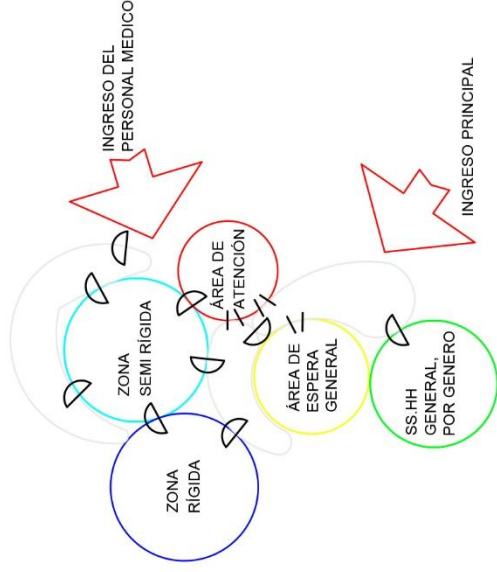 INGRESO DEL
PERSONAL MEDICO
ZONA
SEMI RÍGIDA
ÁREA DE
ATENCIÓN
INGRESO PRINCIPAL
ZONA
RÍGIDA
ÁREA DE
ESPERA
GENERAL
SS.HH
GENERAL,
POR GENERO